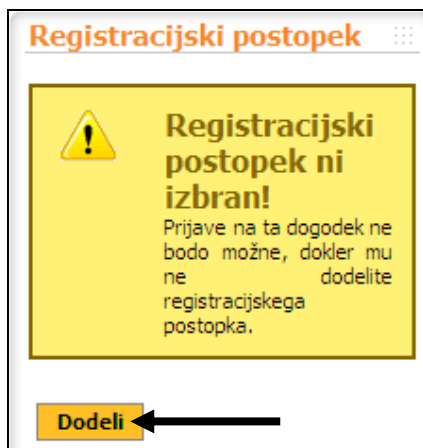 Registracijski postopek
Registracijski
postopek ni
izbran!
Prijave na ta dogodek ne
bodo možne, dokler mu
ne dodelite
registracijskega
postopka.
Dodeli